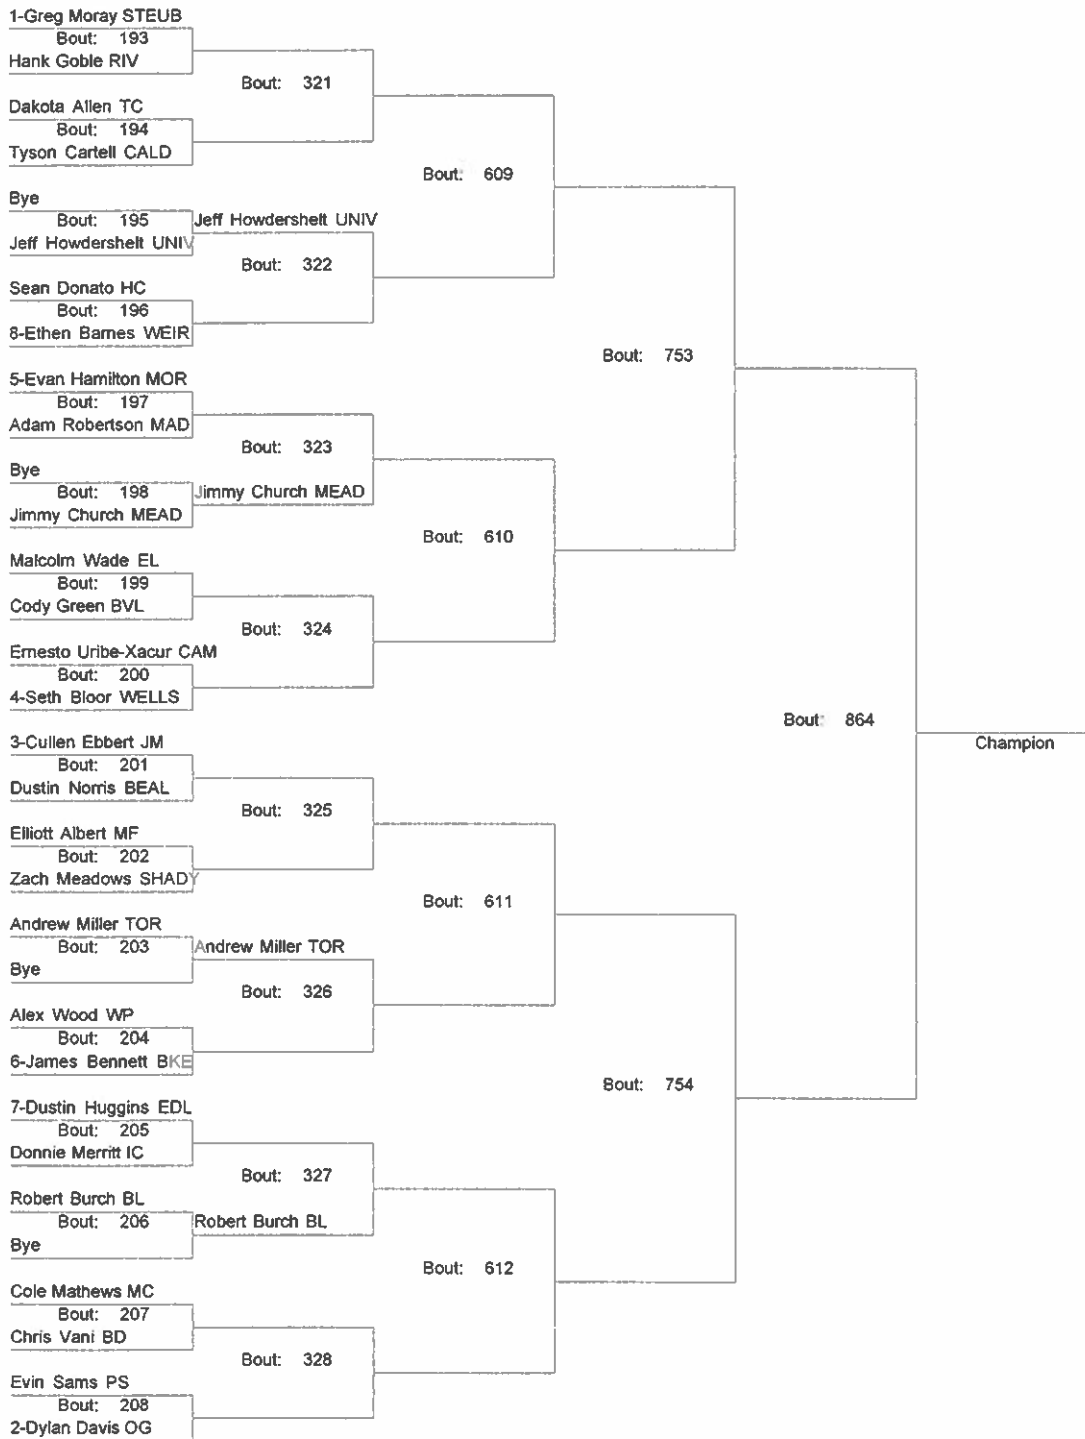 1-Greg Moray STEUB
Bout: 193
Hank Goble RIV
Bout: 321
Dakota Allen TC
Bout: 194
Tyson Cartell CALD
Bout: 609
Bye
Bout: 195
Jeff Howdershelt UNIV
Jeff Howdershelt UNIV
Bout: 322
Sean Donato HC
Bout: 196
8-Ethen Barnes WEIR
Bout: 753
5-Evan Hamilton MOR
Bout: 197
Adam Robertson MAD
Bout: 323
Bye
Bout: 198
Jimmy Church MEAD
Jimmy Church MEAD
Bout: 610
Malcolm Wade EL
Bout: 199
Cody Green BVL
Bout: 324
Ernesto Uribe-Xacur CAM
Bout: 200
4-Seth Bloor WELLS
Bout: 864
Champion
3-Cullen Ebbert JM
Bout: 201
Dustin Norris BEAL
Bout: 325
Elliott Albert MF
Bout: 202
Zach Meadows SHADY
Bout: 611
Andrew Miller TOR
Bout: 203
Andrew Miller TOR
Bye
Bout: 326
Alex Wood WP
Bout: 204
6-James Bennett BKE
Bout: 754
7-Dustin Huggins EDL
Bout: 205
Donnie Merritt IC
Bout: 327
Robert Burch BL
Bout: 206
Robert Burch BL
Bye
Bout: 612
Cole Mathews MC
Bout: 207
Chris Vani BD
Bout: 328
Evin Sams PS
Bout: 208
2-Dylan Davis OG